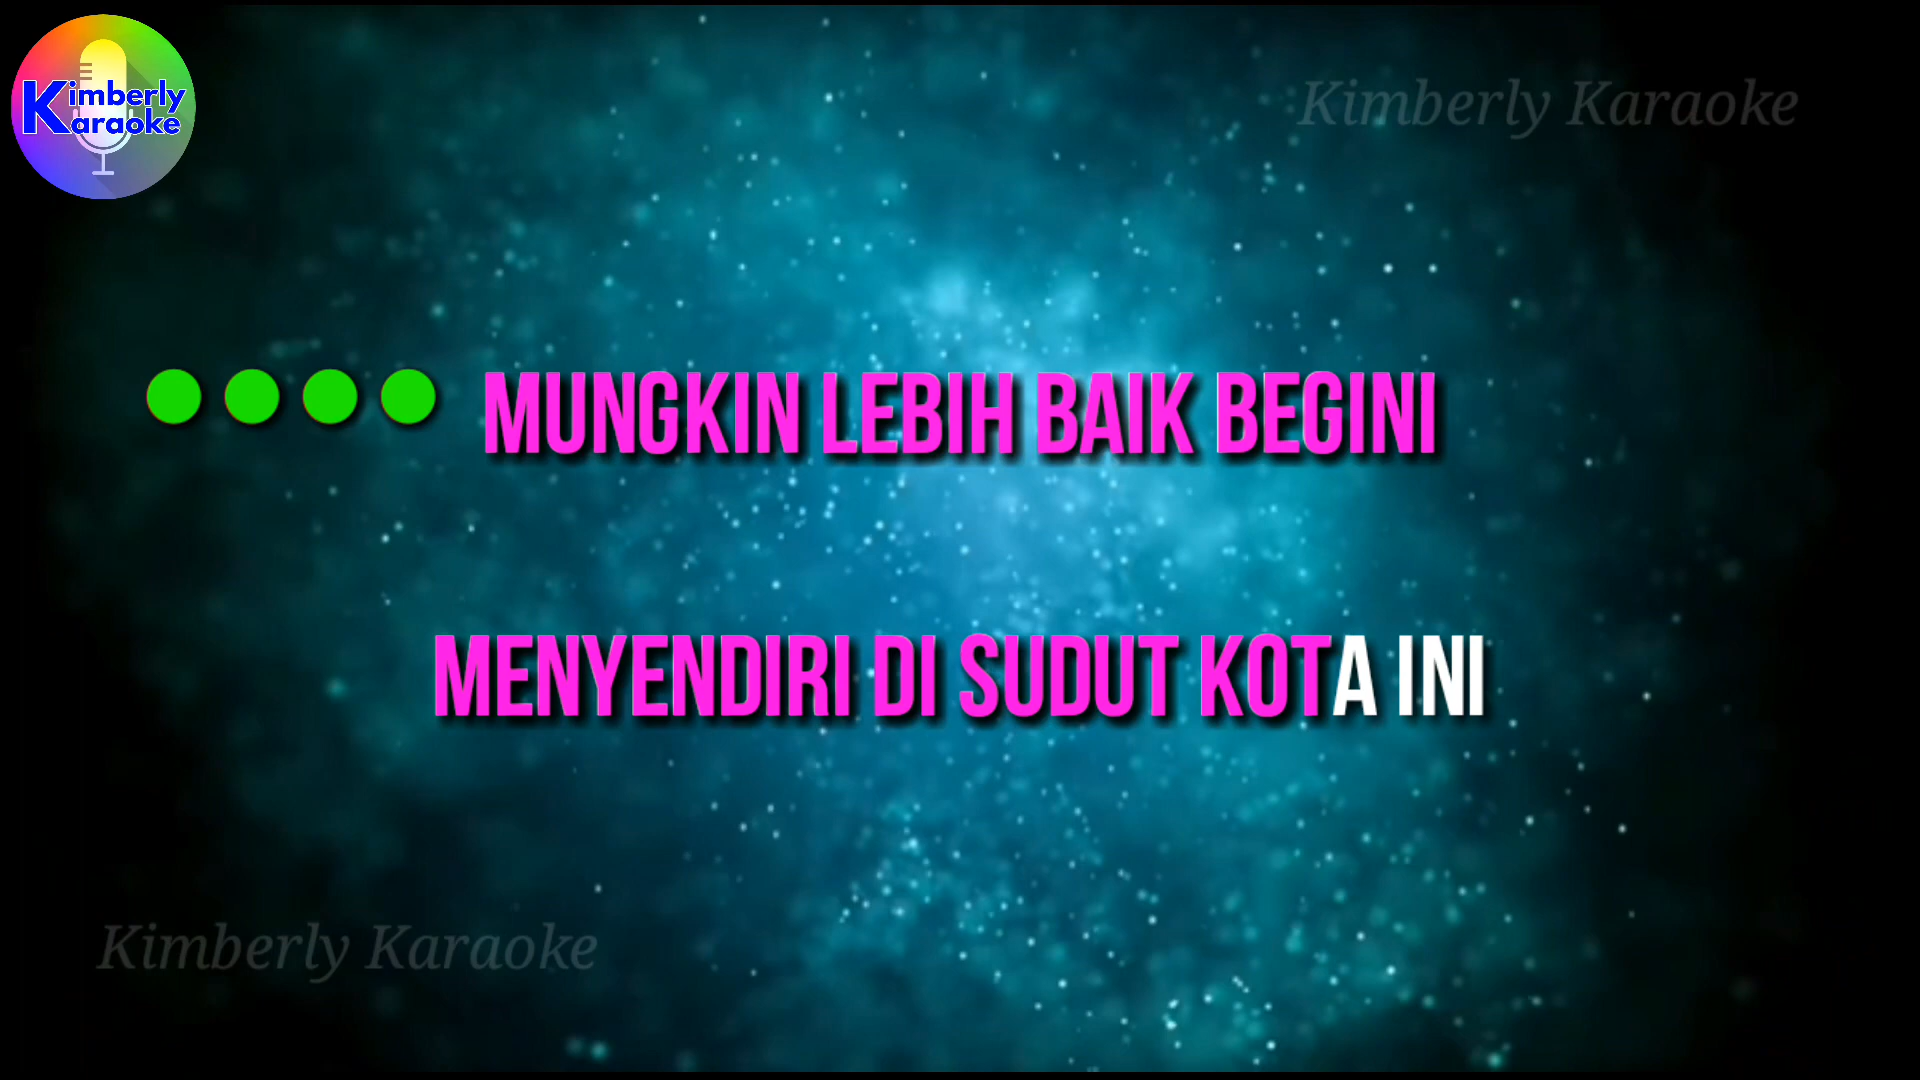 Kimberly
Karaoke
Kimberly Karaoke
MUNGKIN LEBIH BAIK BEGINI
MENYENDIRI DI SUDUT KOTA INI
Kimberly Karaoke